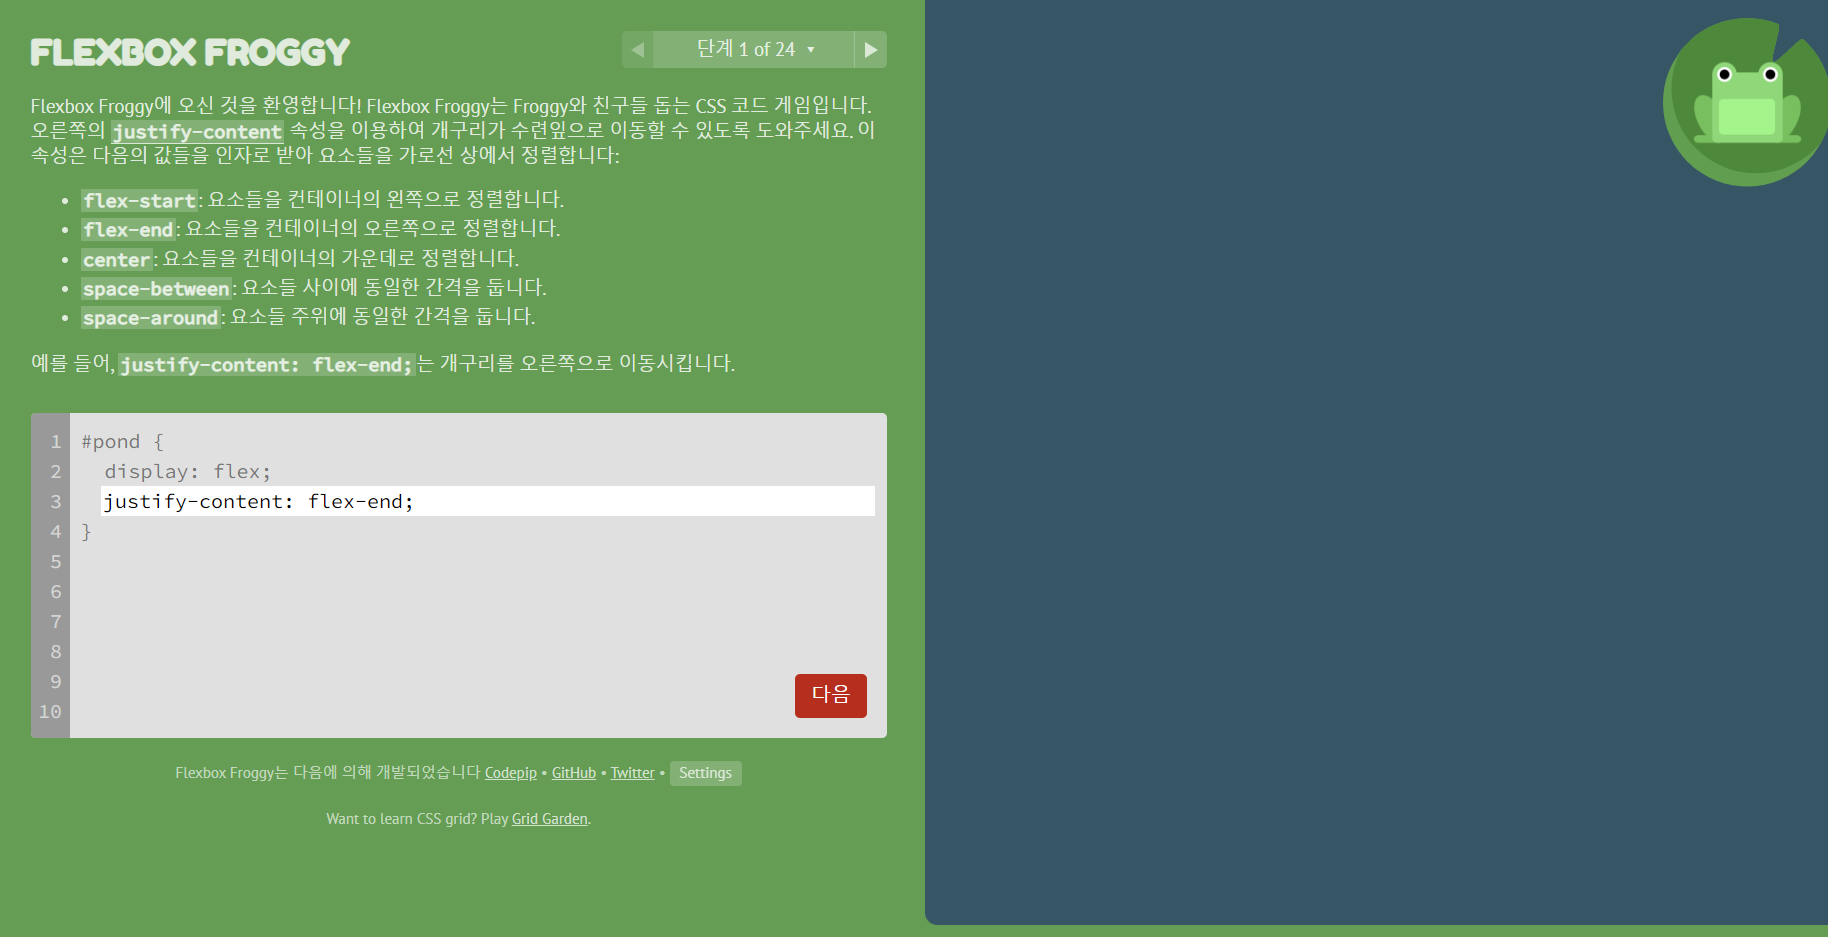 FLEXBOX FROGGY
◀ 단계 1 of 24 ▼ ▶
Flexbox Froggy에 오신 것을 환영합니다! Flexbox Froggy는 Froggy와 친구들 돕는 CSS 코드 게임입니다.
오른쪽의 justify-content 속성을 이용하여 개구리가 수련잎으로 이동할 수 있도록 도와주세요. 이
속성은 다음의 값들을 인자로 받아 요소들을 가로선 상에서 정렬합니다:
• flex-start: 요소들을 컨테이너의 왼쪽으로 정렬합니다.
• flex-end: 요소들을 컨테이너의 오른쪽으로 정렬합니다.
• center: 요소들을 컨테이너의 가운데로 정렬합니다.
• space-between: 요소들 사이에 동일한 간격을 둡니다.
• space-around: 요소들 주위에 동일한 간격을 둡니다.
예를 들어, justify-content: flex-end;는 개구리를 오른쪽으로 이동시킵니다.
1 #pond {
2 display: flex;
3 justify-content: flex-end;
4 }
5
6
7
8
9
10
다음
Flexbox Froggy는 다음에 의해 개발되었습니다 Codepip • GitHub • Twitter • Settings
Want to learn CSS grid? Play Grid Garden.